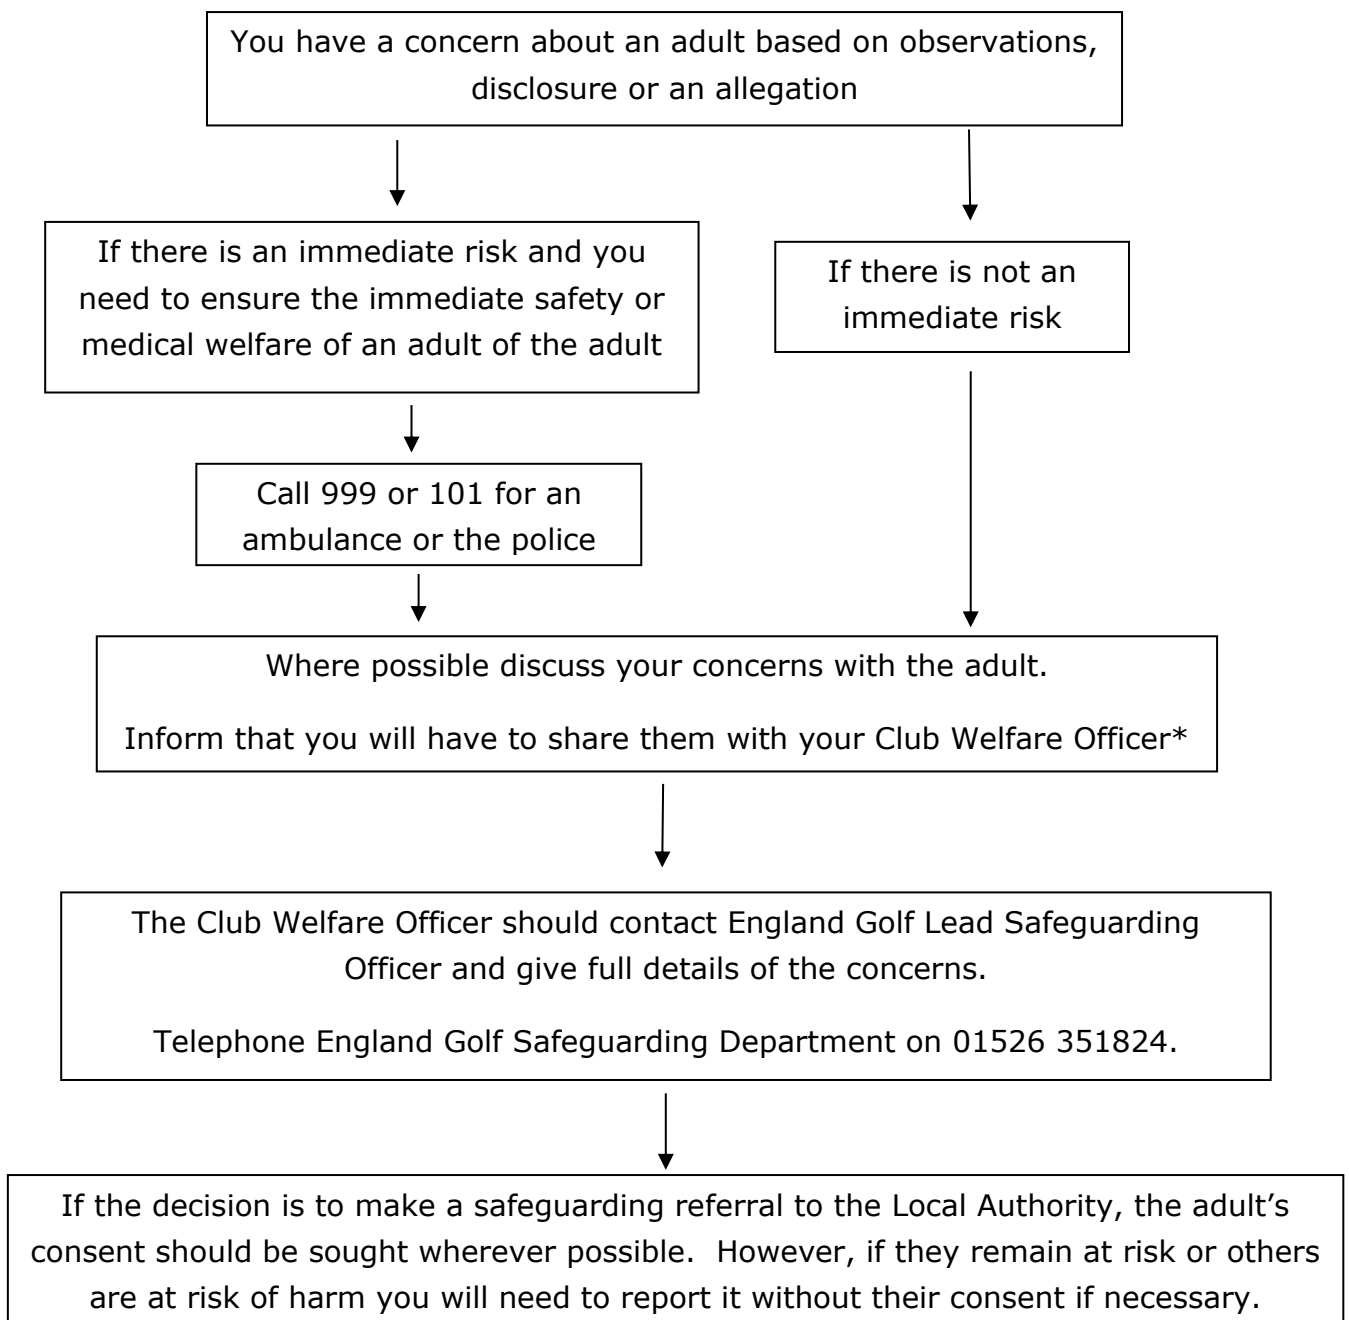 You have a concern about an adult based on observations,
disclosure or an allegation
If there is an immediate risk and you
need to ensure the immediate safety or
medical welfare of an adult of the adult
If there is not an
immediate risk
Call 999 or 101 for an
ambulance or the police
Where possible discuss your concerns with the adult.
Inform that you will have to share them with your Club Welfare Officer*
The Club Welfare Officer should contact England Golf Lead Safeguarding
Officer and give full details of the concerns.
Telephone England Golf Safeguarding Department on 01526 351824.
If the decision is to make a safeguarding referral to the Local Authority, the adult’s
consent should be sought wherever possible.  However, if they remain at risk or others
are at risk of harm you will need to report it without their consent if necessary.